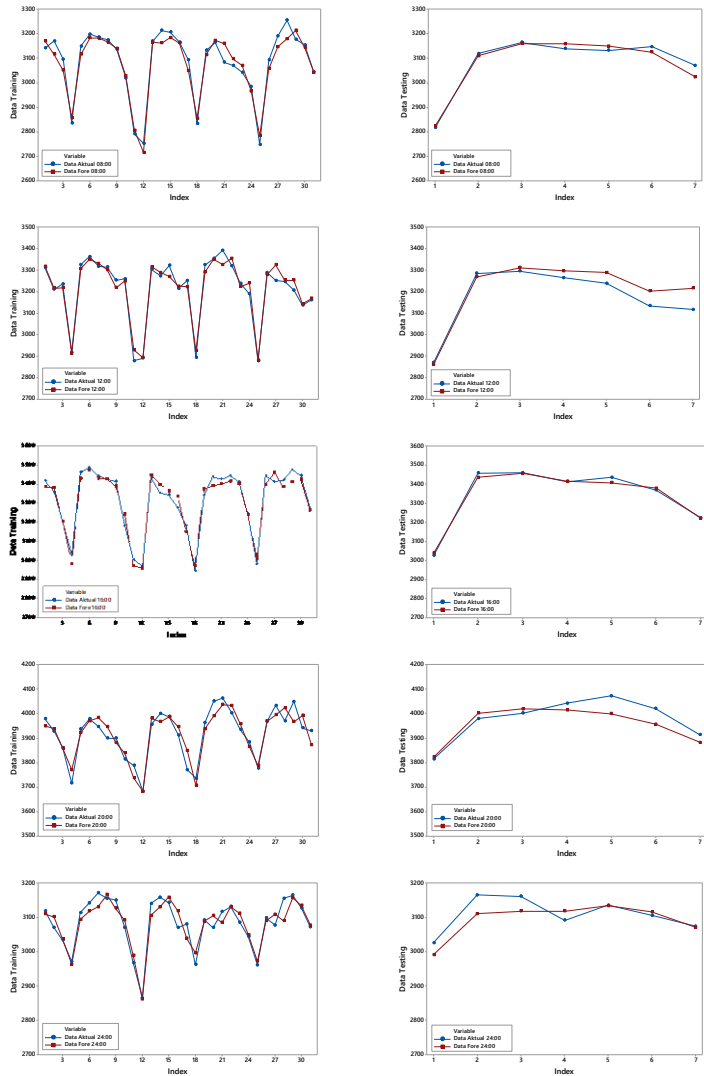 Data Training
3300
3200
3100
3000
2900
2800
2700
2600
Variable
Data Aktual 08:00
Data Fore 08:00
3 6 9 12 15 18 21 24 27 30
Index
Data Testing
3300
3200
3100
3000
2900
2800
2700
2600
Variable
Data Aktual 08:00
Data Fore 08:00
1 2 3 4 5 6 7
Index
Data Training
3500
3400
3300
3200
3100
3000
2900
2800
2700
Variable
Data Aktual 12:00
Data Fore 12:00
3 6 9 12 15 18 21 24 27 30
Index
Data Testing
3500
3400
3300
3200
3100
3000
2900
2800
2700
Variable
Data Aktual 12:00
Data Fore 12:00
1 2 3 4 5 6 7
Index
Data Training
Variable
Data Aktual 16:00
Data Fore 16:00
Index
Data Testing
3600
3500
3400
3300
3200
3100
3000
2900
2800
2700
Variable
Data Aktual 16:00
Data Fore 16:00
1 2 3 4 5 6 7
Index
Data Training
4200
4100
4000
3900
3800
3700
3600
3500
Variable
Data Aktual 20:00
Data Fore 20:00
3 6 9 12 15 18 21 24 27 30
Index
Data Testing
4200
4100
4000
3900
3800
3700
3600
3500
Variable
Data Aktual 20:00
Data Fore 20:00
1 2 3 4 5 6 7
Index
Data Training
3200
3100
3000
2900
2800
2700
Variable
Data Aktual 24:00
Data Fore 24:00
3 6 9 12 15 18 21 24 27 30
Index
Data Testing
3200
3100
3000
2900
2800
2700
Variable
Data Aktual 24:00
Data Fore 24:00
1 2 3 4 5 6 7
Index